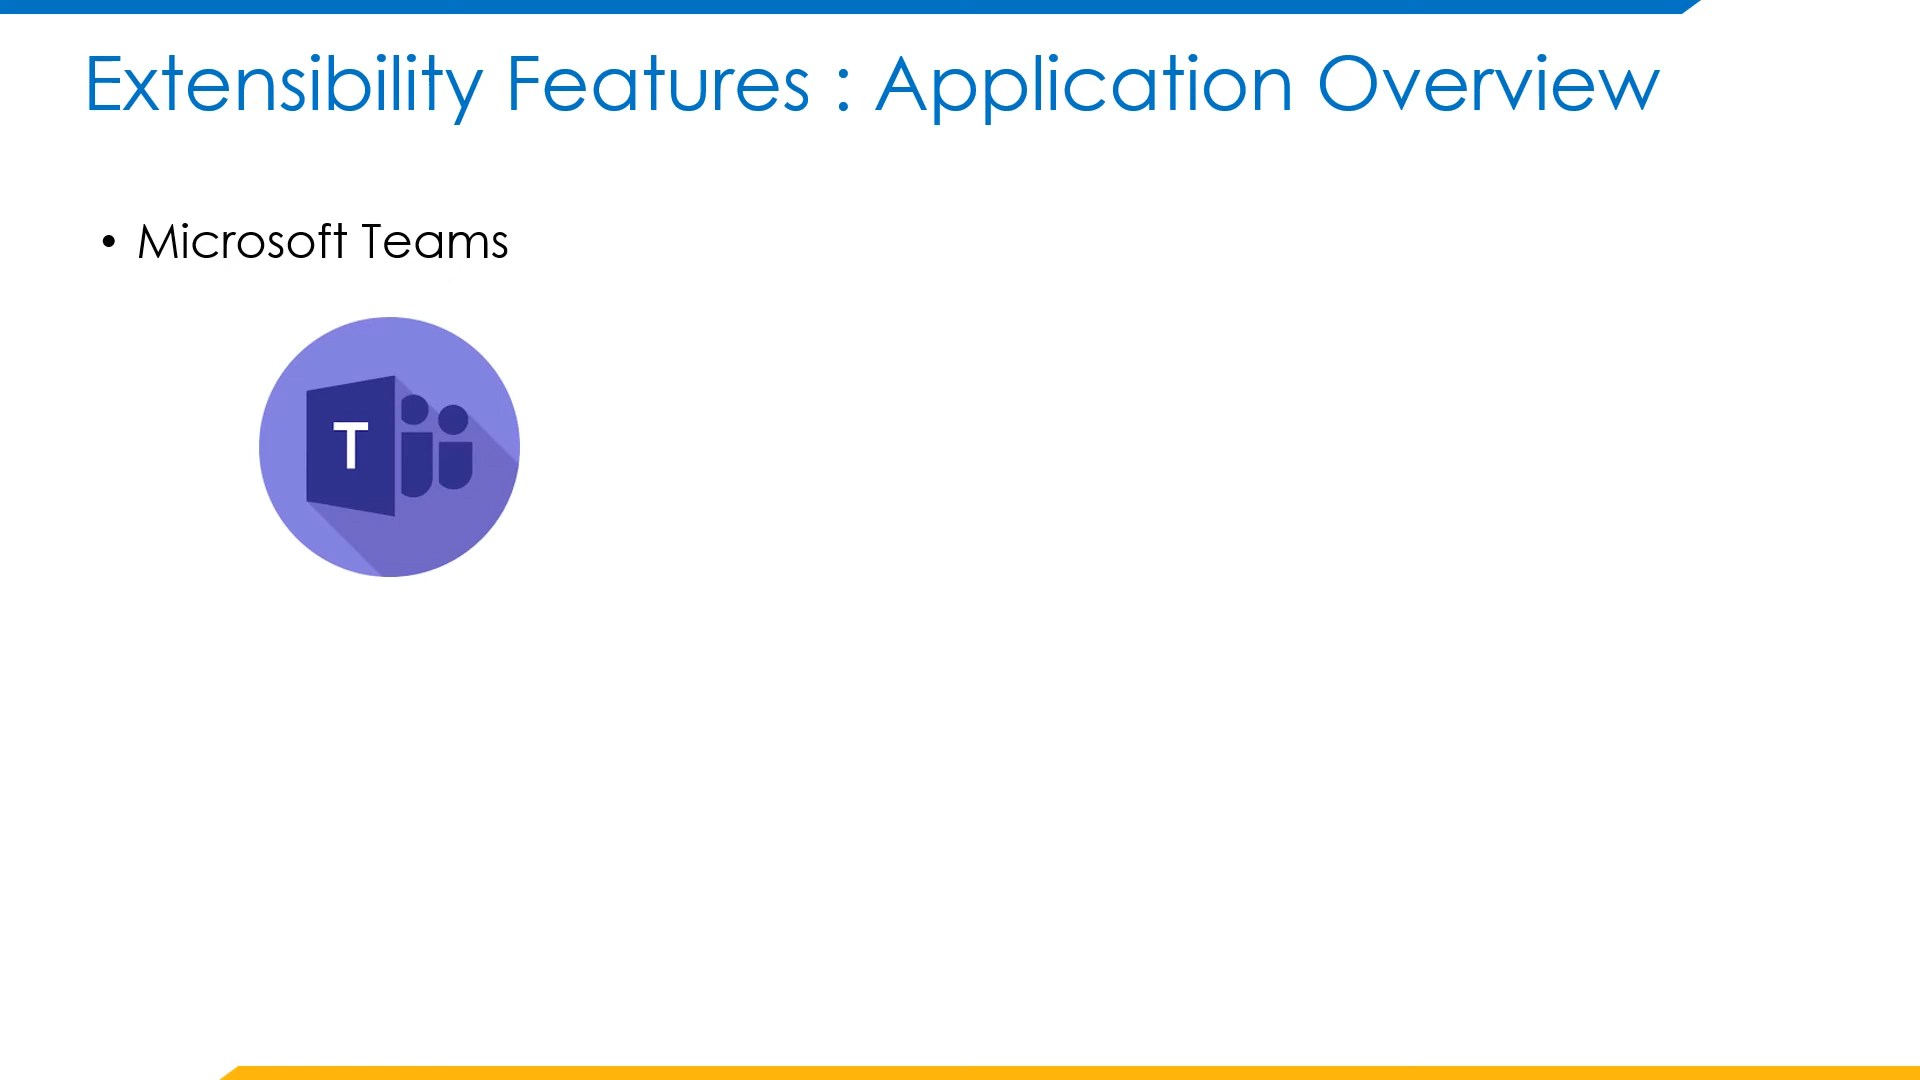 Extensibility Features : Application Overview
• Microsoft Teams
T